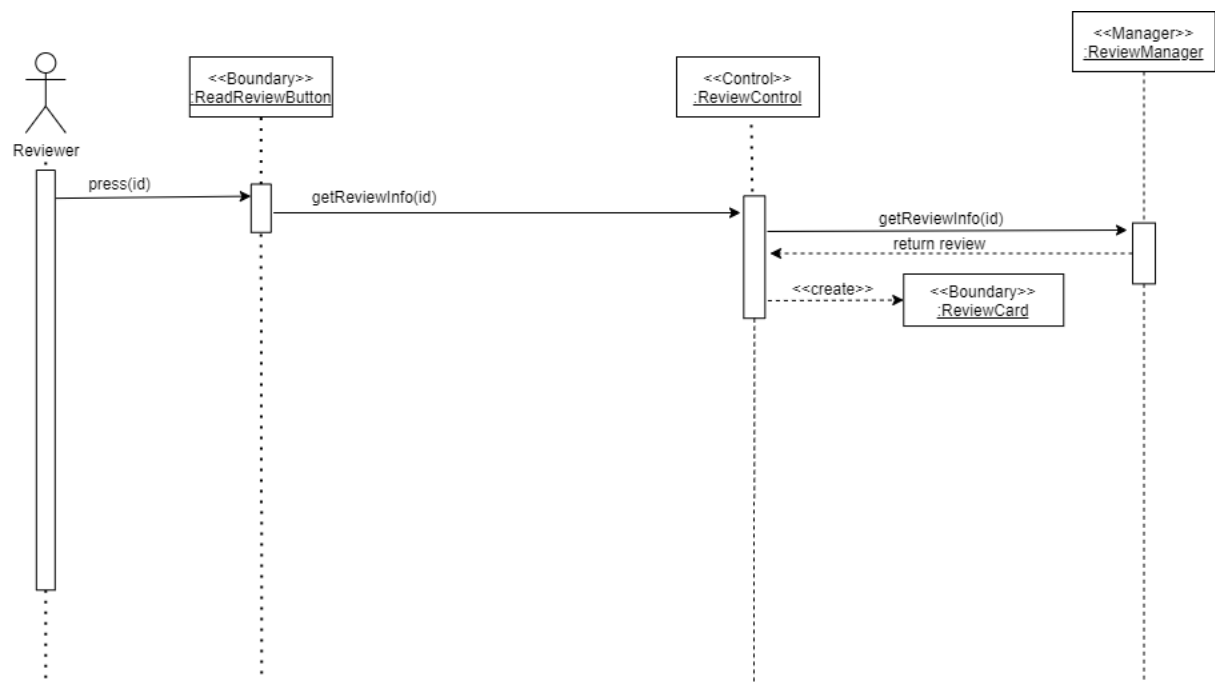 <<Manager>>
:ReviewManager
<<Boundary>>
:ReadReviewButton
<<Control>>
:ReviewControl
Reviewer
press(id)
getReviewInfo(id)
getReviewInfo(id)
return review
<<create>>
<<Boundary>>
:ReviewCard